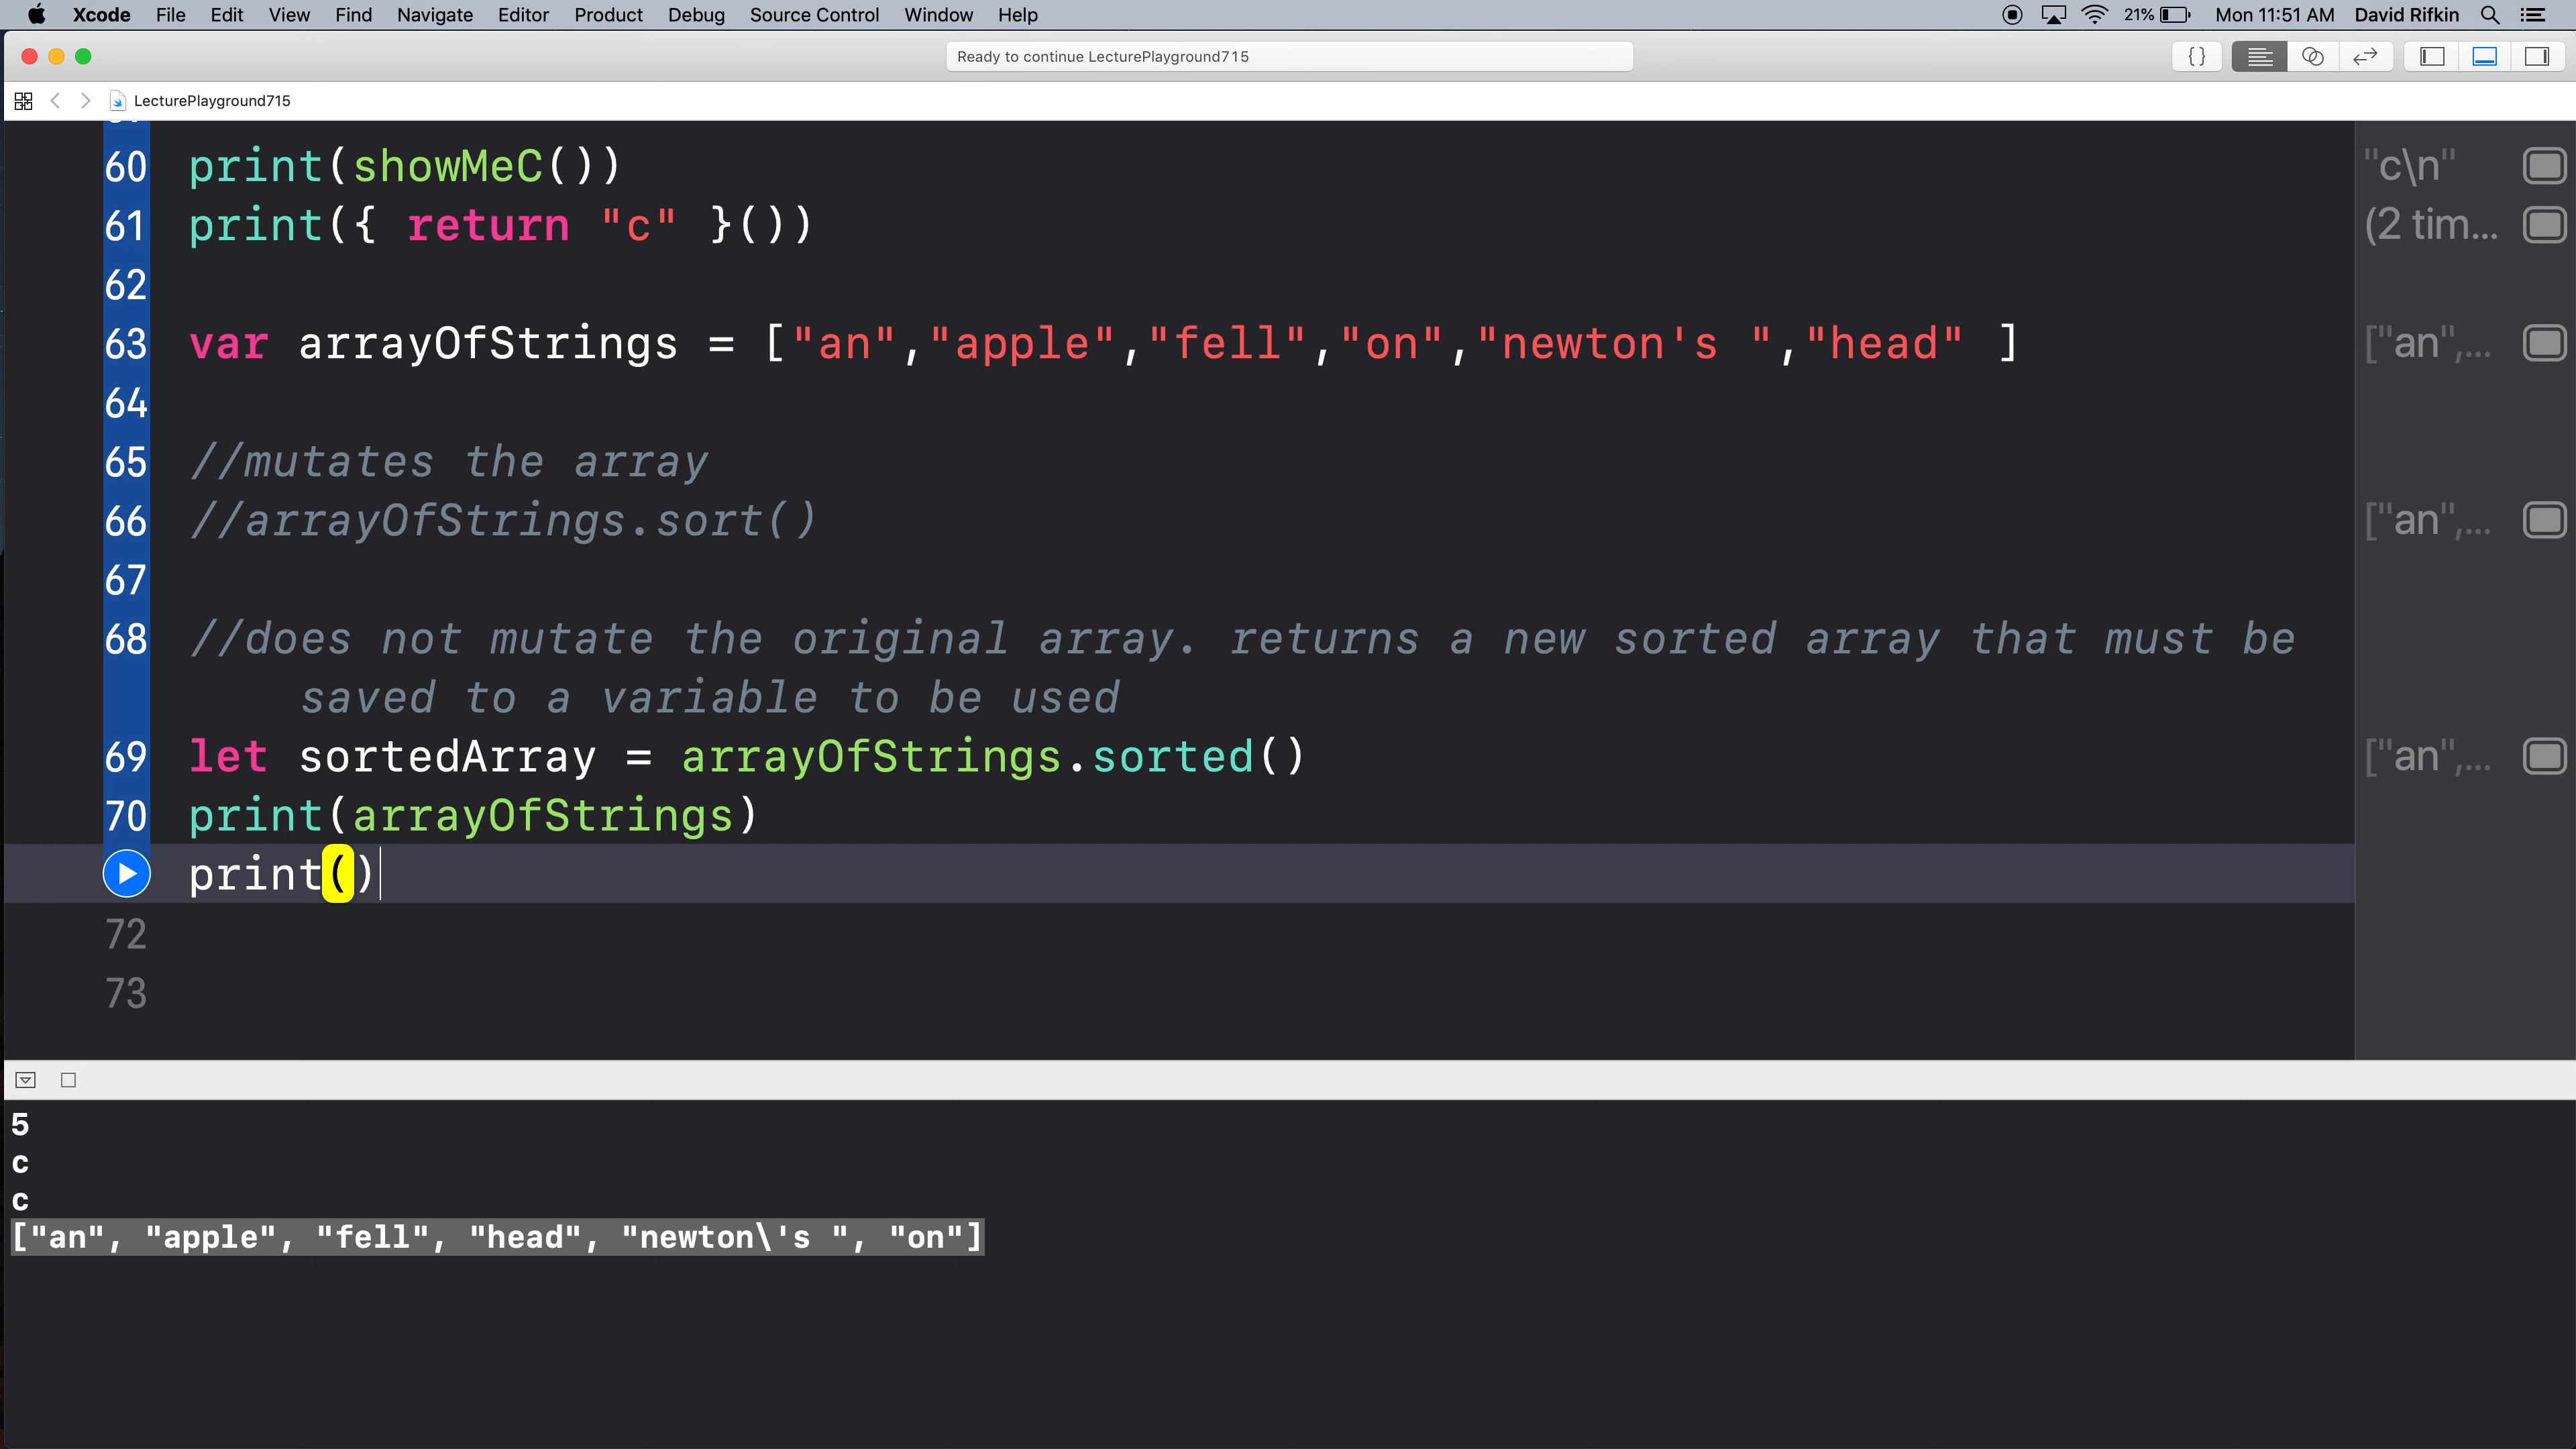 Xcode File Edit View Find Navigate Editor Product Debug Source Control Window Help 21% Mon 11:51 AM David Rifkin
Ready to continue LecturePlayground715 {}
LecturePlayground715
60 print(showMeC()) "c\n"
61 print({ return "c" }()) (2 tim...
62
63 var arrayOfStrings = ["an","apple","fell","on","newton's ","head" ] ["an",...
64
65 //mutates the array
66 //arrayOfStrings.sort() ["an",...
67
68 //does not mutate the original array. returns a new sorted array that must be
saved to a variable to be used
69 let sortedArray = arrayOfStrings.sorted() ["an",...
70 print(arrayOfStrings)
print()
72
73
5
c
c
["an", "apple", "fell", "head", "newton\'s ", "on"]